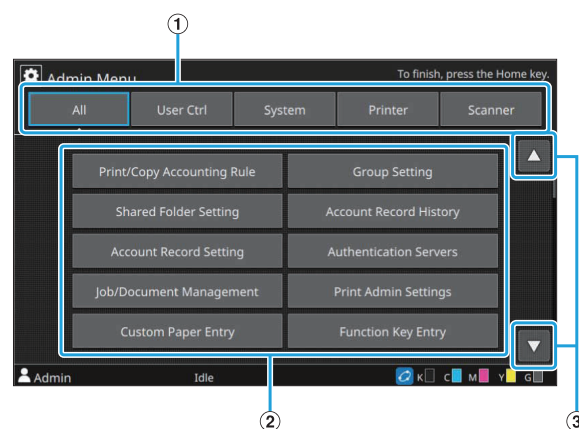 1
Admin Menu To finish, press the Home key.
All User Ctrl System Printer Scanner
Print/Copy Accounting Rule Group Setting
Shared Folder Setting Account Record History
Account Record Setting Authentication Servers
Job/Document Management Print Admin Settings
Custom Paper Entry Function Key Entry
Admin Idle K C M Y G
2 3